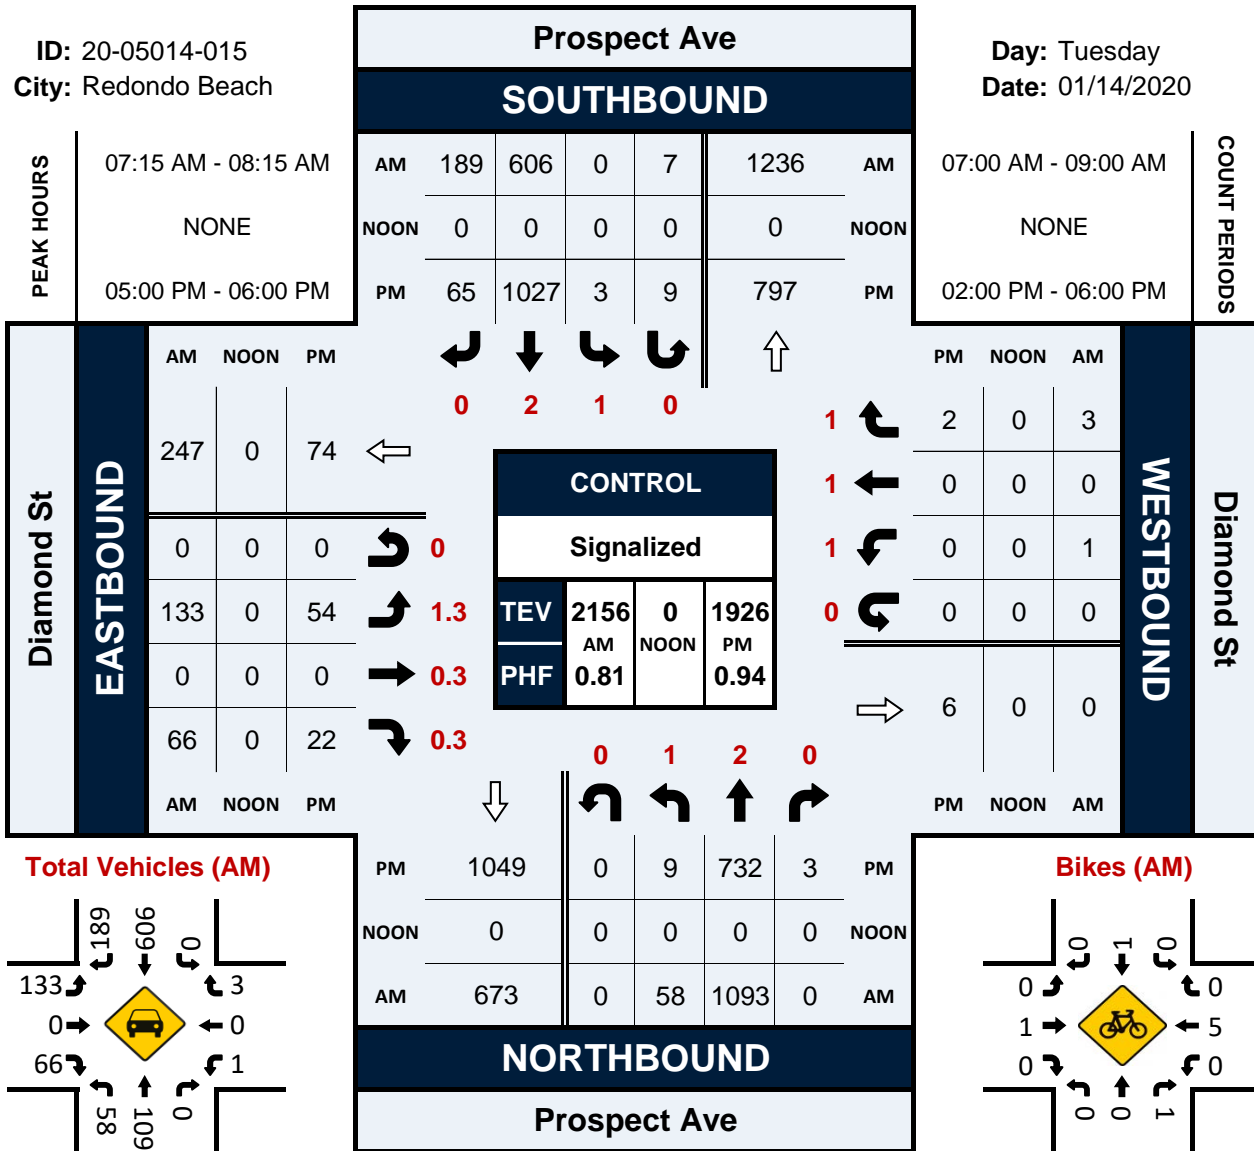 ID: 20-05014-015
City: Redondo Beach
Prospect Ave
SOUTHBOUND
Day: Tuesday
Date: 01/14/2020
PEAK HOURS
07:15 AM - 08:15 AM
NONE
05:00 PM - 06:00 PM
AM 189 606 0 7 1236 AM
NOON 0 0 0 0 0 NOON
PM 65 1027 3 9 797 PM
07:00 AM - 09:00 AM
NONE
02:00 PM - 06:00 PM
COUNT PERIODS
0 2 1 0
Diamond St
EASTBOUND
AM NOON PM
247 0 74
0 0 0 0
133 0 54 1.3
0 0 0 0.3
66 0 22 0.3
AM NOON PM
CONTROL
Signalized
TEV 2156 0 1926
AM NOON PM
PHF 0.81 0.94
PM NOON AM
1 2 0 3
1 0 0 0
1 0 0 1
0 0 0 0
6 0 0
PM NOON AM
WESTBOUND
Diamond St
0 1 2 0
PM 1049 0 9 732 3 PM
NOON 0 0 0 0 0 NOON
AM 673 0 58 1093 0 AM
NORTHBOUND
Prospect Ave
Total Vehicles (AM)
189 606 0
133 3
0 0
66 1
58 109 0
Bikes (AM)
0 1 0
0 0
1 5
0 0
0 0 1